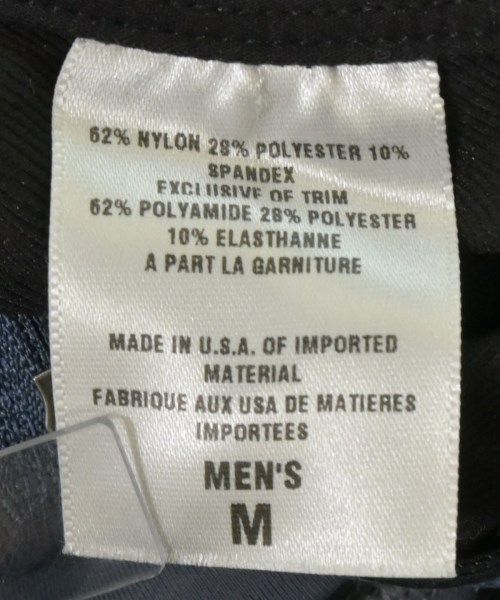 62% NYLON 28% POLYESTER 10%
SPANDEX
EXCLUSIVE OF TRIM
62% POLYAMIDE 28% POLYESTER
10% ELASTHANNE
A PART LA GARNITURE
MADE IN U.S.A. OF IMPORTED
MATERIAL
FABRIQUE AUX USA DE MATIERES
IMPORTEES
MEN'S
M